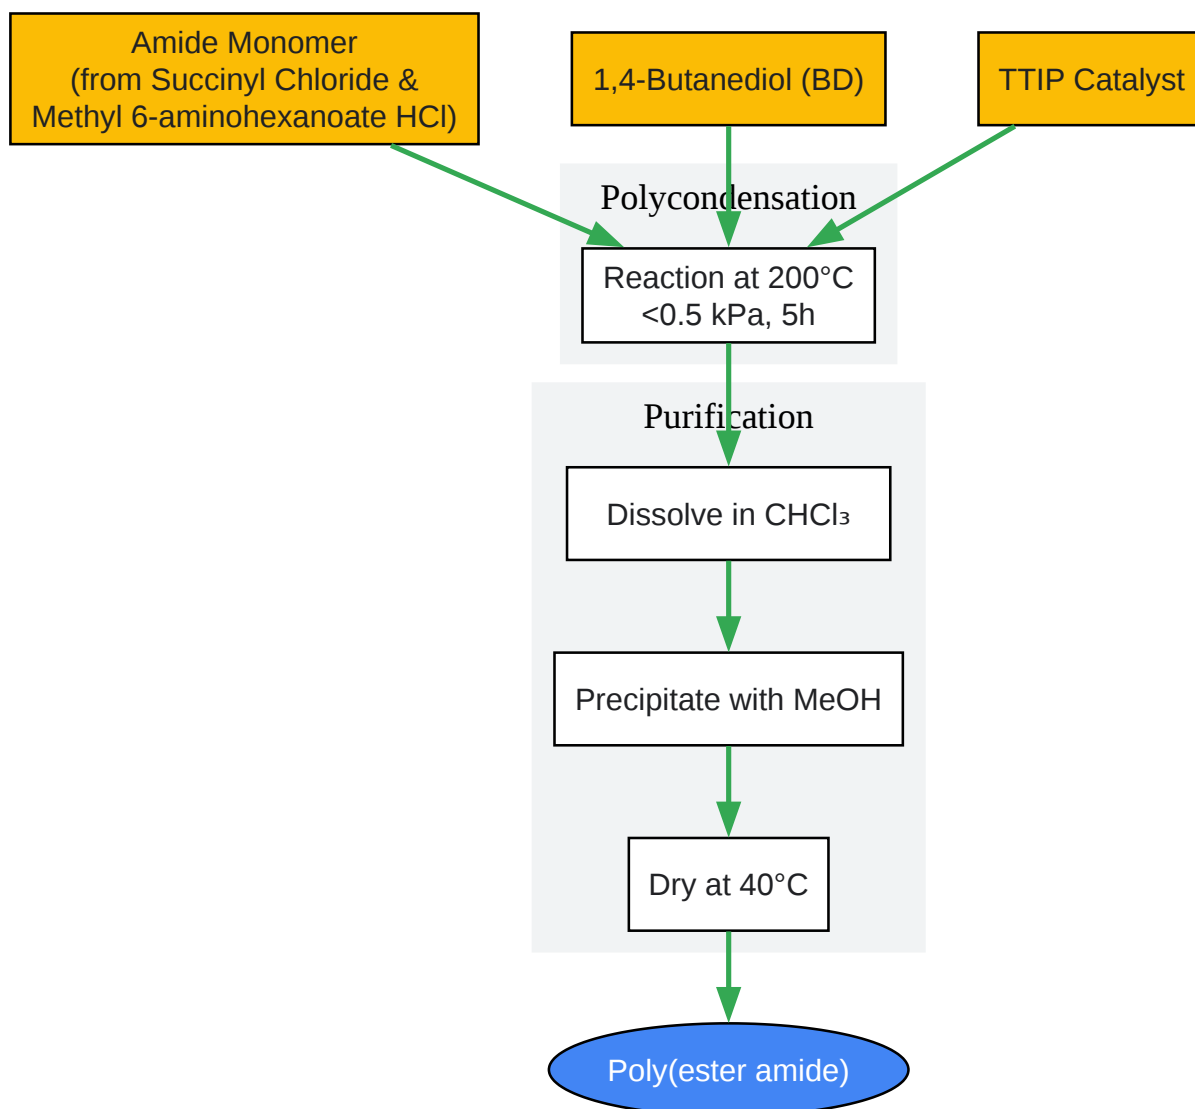 Amide Monomer
(from Succinyl Chloride &
Methyl 6-aminohexanoate HCl)
1,4-Butanediol (BD)
TTIP Catalyst
Polycondensation
Reaction at 200°C
<0.5 kPa, 5h
Purification
Dissolve in CHCl₃
Precipitate with MeOH
Dry at 40°C
Poly(ester amide)